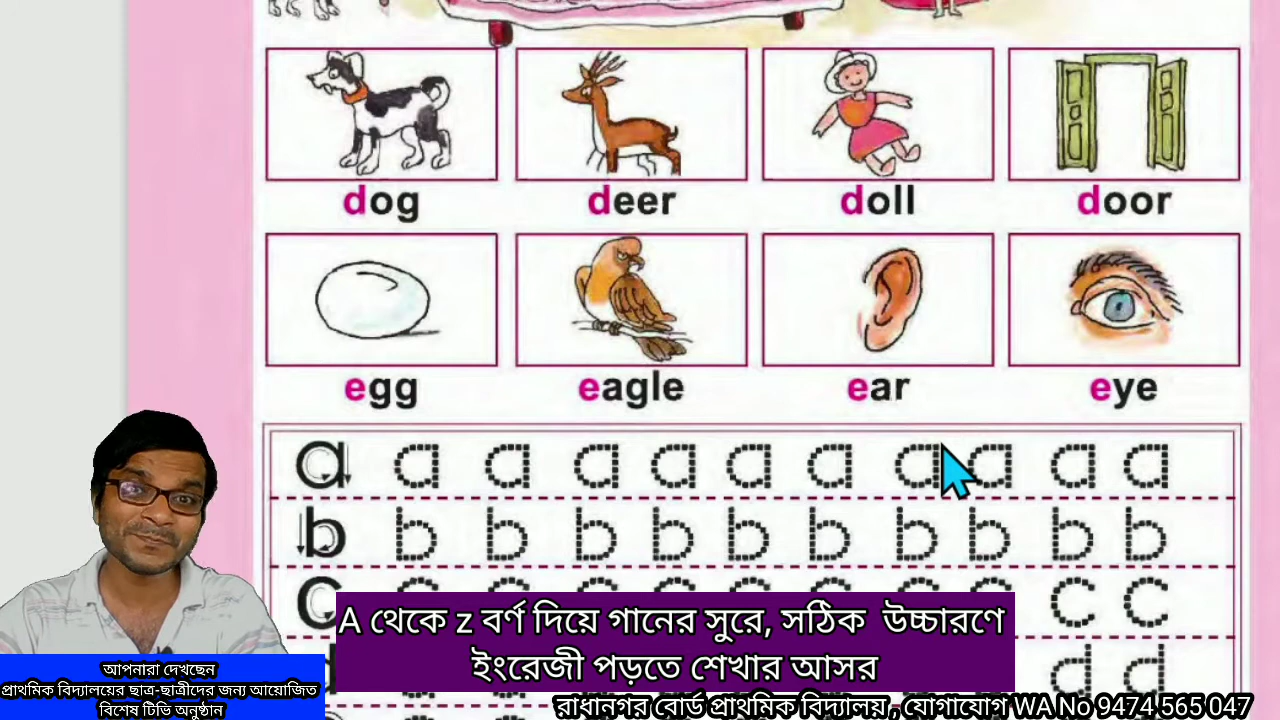 dog deer doll door
egg eagle ear eye
a a a a a a a a a a a
b b b b b b b b b b b
c c c c c c c c c c c
A থেকে z বর্ণ দিয়ে গানের সুরে, সঠিক উচ্চারণে
ইংরেজী পড়তে শেখার আসর
d d
আপনারা দেখছেন
প্রাথমিক বিদ্যালয়ের ছাত্র-ছাত্রীদের জন্য আয়োজিত
বিশেষ টিভি অনুষ্ঠান
রাধানগর বোর্ড প্রাথমিক বিদ্যালয় , যোগাযোগ WA No 9474 565 047